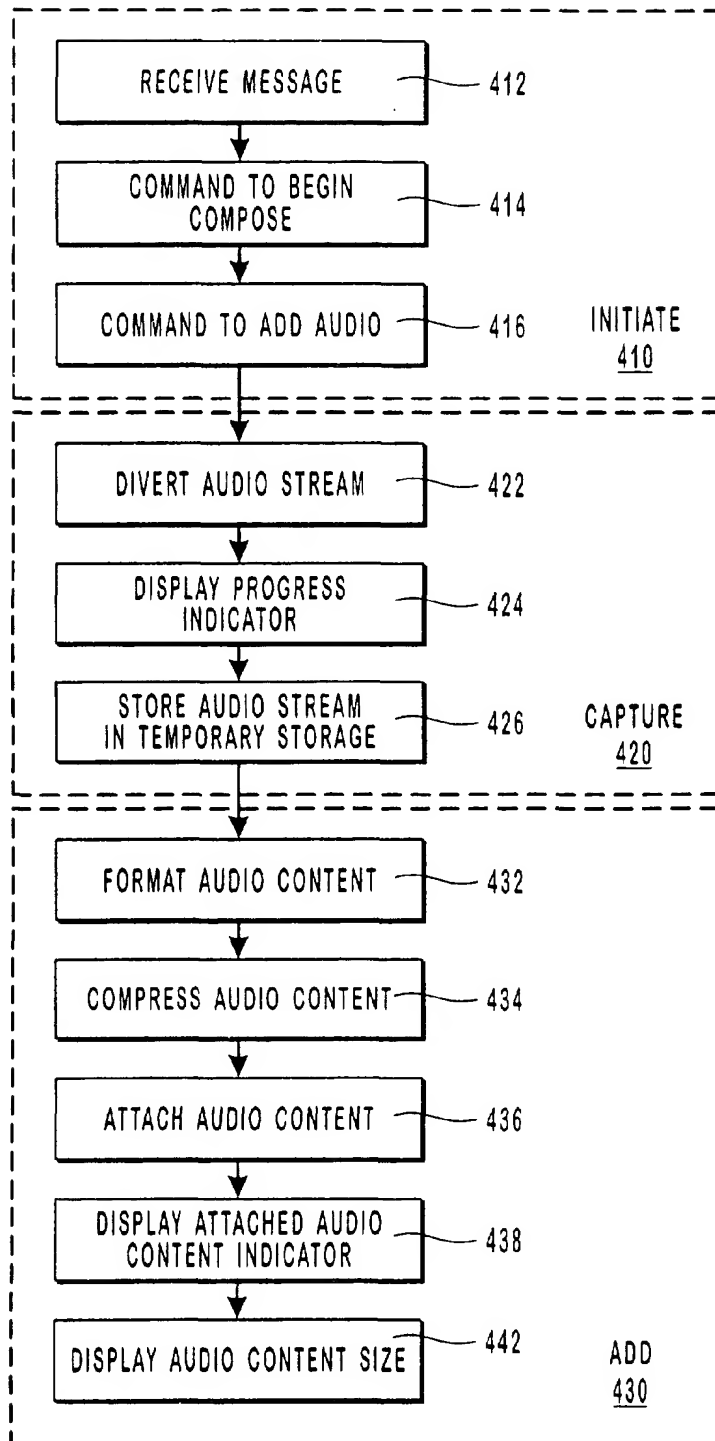 RECEIVE MESSAGE
412
COMMAND TO BEGIN
COMPOSE
414
COMMAND TO ADD AUDIO
416
INITIATE
410
DIVERT AUDIO STREAM
422
DISPLAY PROGRESS
INDICATOR
424
STORE AUDIO STREAM
IN TEMPORARY STORAGE
426
CAPTURE
420
FORMAT AUDIO CONTENT
432
COMPRESS AUDIO CONTENT
434
ATTACH AUDIO CONTENT
436
DISPLAY ATTACHED AUDIO
CONTENT INDICATOR
438
DISPLAY AUDIO CONTENT SIZE
442
ADD
430